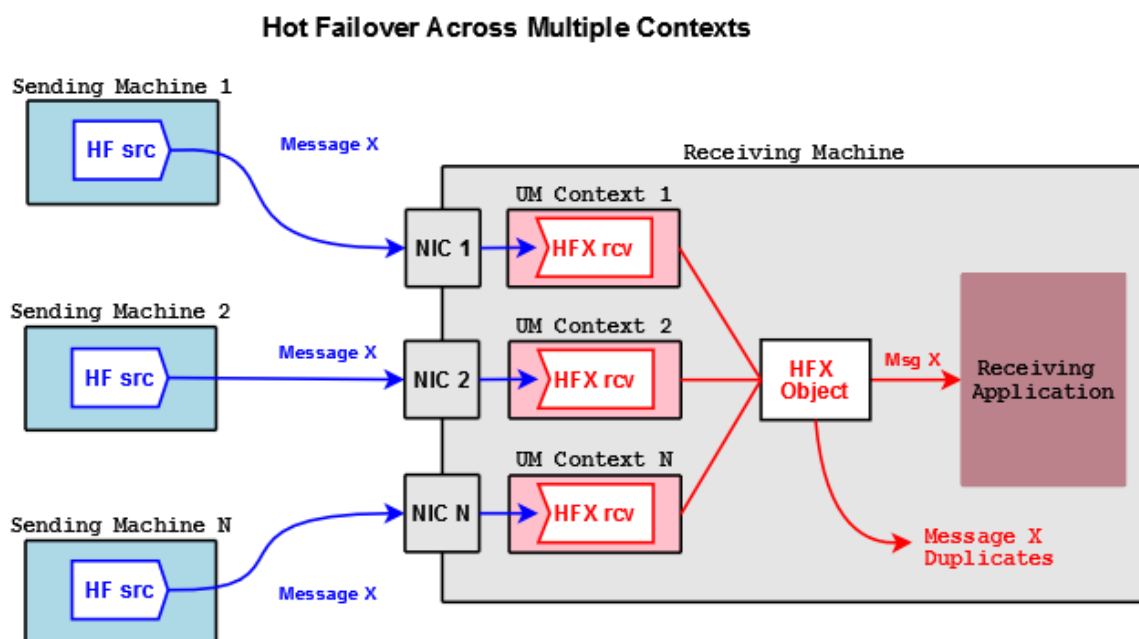 Hot Failover Across Multiple Contexts
Sending Machine 1
HF src
Message X
Receiving Machine
UM Context 1
NIC 1
HFX rcv
Sending Machine 2
HF src
Message X
UM Context 2
NIC 2
HFX rcv
HFX
Object
Msg X
Receiving
Application
UM Context N
NIC N
HFX rcv
Sending Machine N
HF src
Message X
Message X
Duplicates